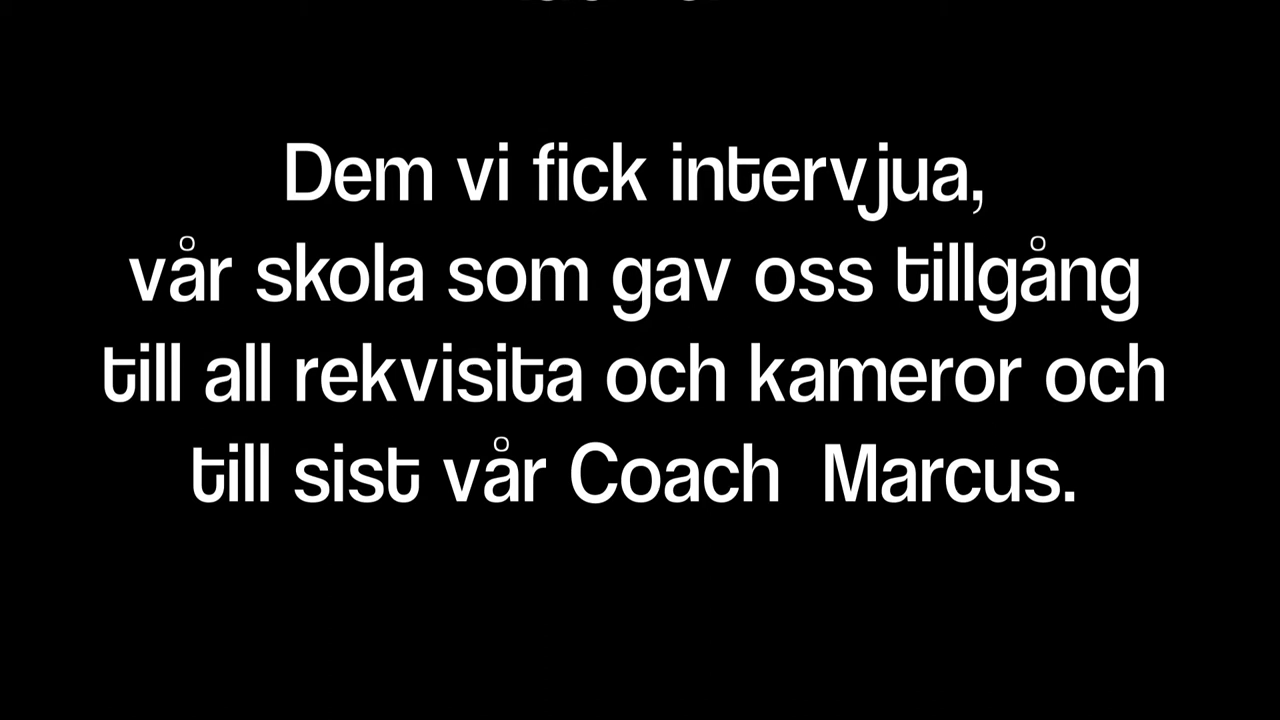 Dem vi fick intervjua,
vår skola som gav oss tillgång
till all rekvisita och kameror och
till sist vår Coach  Marcus.